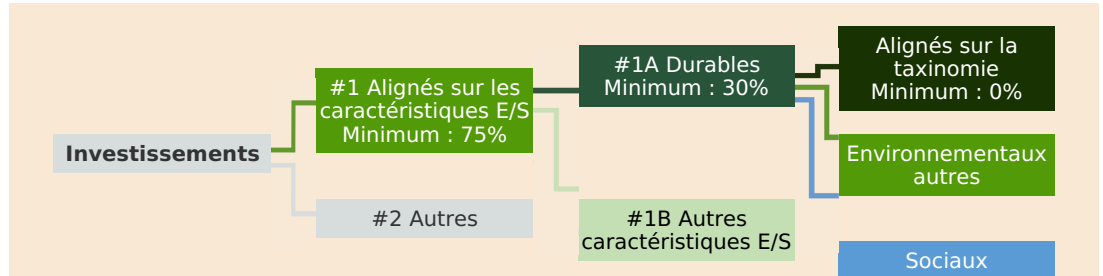 Investissements
#1 Alignés sur les
caractéristiques E/S
Minimum : 75%
#2 Autres
#1A Durables
Minimum : 30%
#1B Autres
caractéristiques E/S
Alignés sur la
taxinomie
Minimum : 0%
Environnementaux
autres
Sociaux